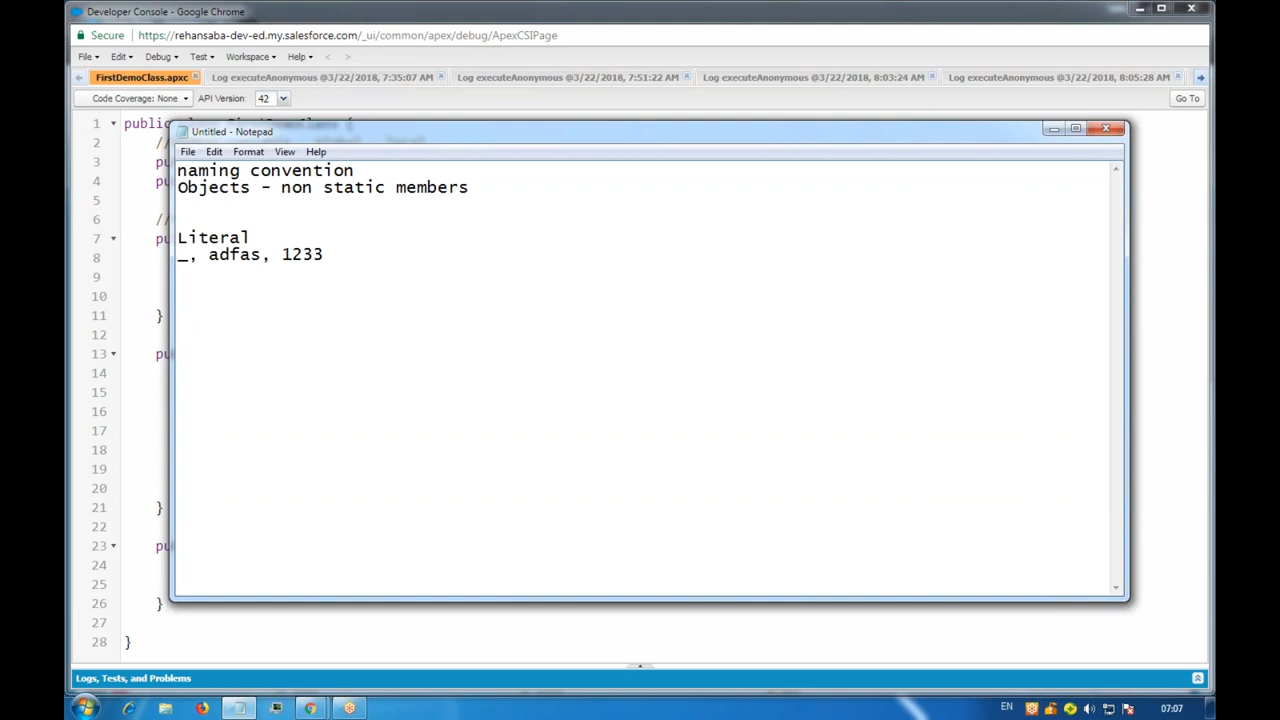 Developer Console - Google Chrome
Secure https://rehansaba-dev-ed.my.salesforce.com/_ui/common/apex/debug/ApexCSIPage
File Edit Debug Test Workspace Help < >
FirstDemoClass.apxc Log executeAnonymous @3/22/2018, 7:35:07 AM Log executeAnonymous @3/22/2018, 7:51:22 AM Log executeAnonymous @3/22/2018, 8:03:24 AM Log executeAnonymous @3/22/2018, 8:05:28 AM
Code Coverage: None API Version: 42 Go To
Untitled - Notepad
File Edit Format View Help
naming convention
Objects - non static members
Literal
_, adfas, 1233
1 public
2 //
3 pu
4 pu
5
6 //
7 pu
8
9
10
11 }
12
13 pu
14
15
16
17
18
19
20
21 }
22
23 pu
24
25
26 }
27
28 }
Logs, Tests, and Problems
EN 07:07